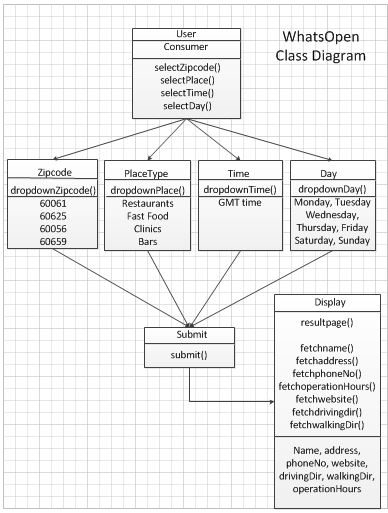 WhatsOpen
Class Diagram
User
Consumer
selectZipcode()
selectPlace()
selectTime()
selectDay()
Zipcode
dropdownZipcode()
60061
60625
60056
60659
PlaceType
dropdownPlace()
Restaurants
Fast Food
Clinics
Bars
Time
dropdownTime()
GMT time
Day
dropdownDay()
Monday, Tuesday
Wednesday,
Thursday, Friday
Saturday, Sunday
Submit
submit()
Display
resultpage()
fetchname()
fetchaddress()
fetchphoneNo()
fetchoperationHours()
fetchwebsite()
fetchdrivingdir()
fetchwalkingDir()
Name, address,
phoneNo, website,
drivingDir, walkingDir,
operationHours